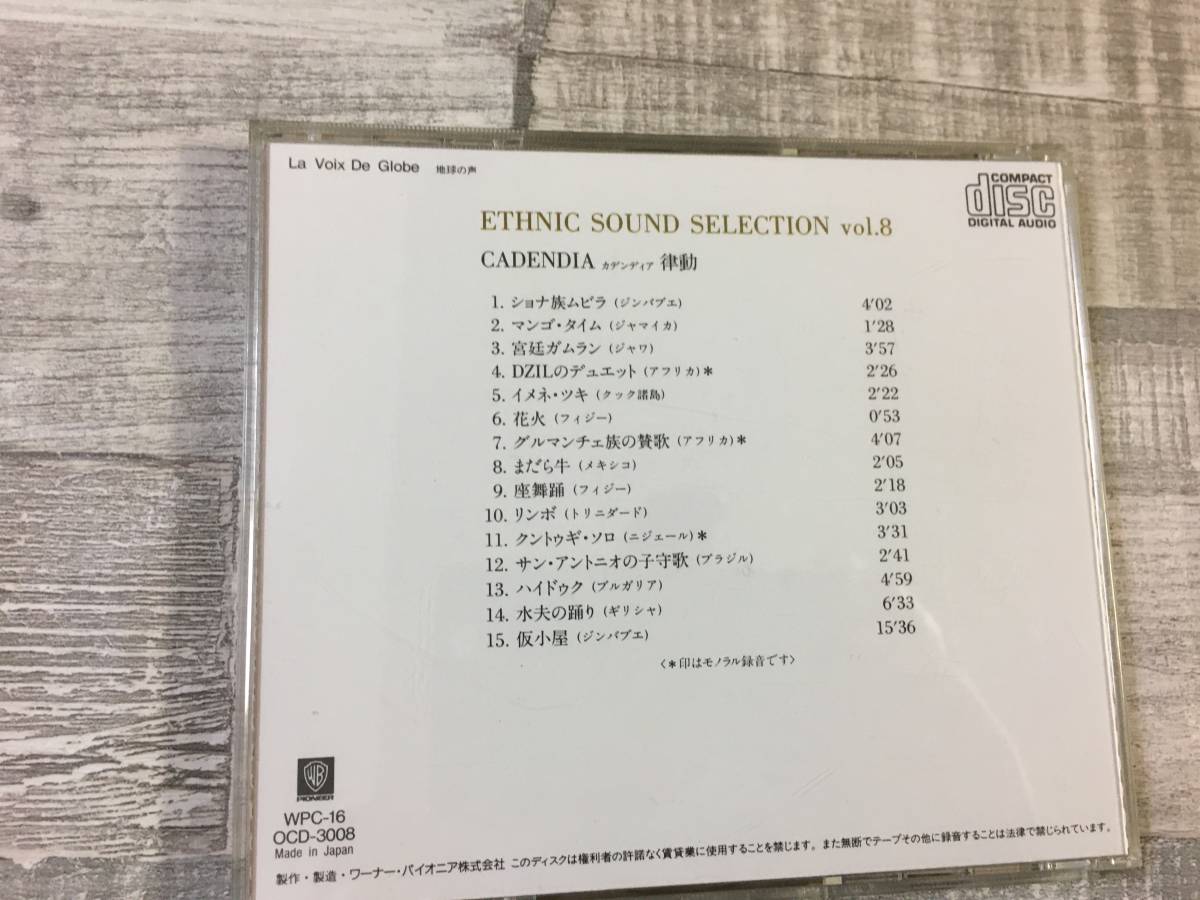 La Voix De Globe 地球の声
COMPACT
disc
DIGITAL AUDIO
ETHNIC SOUND SELECTION vol.8
CADENDIA カデンディア 律動
1. ショナ族ムビラ (ジンバブエ) 4'02
2. マンゴ・タイム (ジャマイカ) 1'28
3. 宮廷ガムラン (ジャワ) 3'57
4. DZILのデュエット (アフリカ)* 2'26
5. イメネ・ツキ (クック諸島) 2'22
6. 花火 (フィジー) 0'53
7. グルマンチェ族の賛歌 (アフリカ)* 4'07
8. まだら牛 (メキシコ) 2'05
9. 座舞踊 (フィジー) 2'18
10. リンボ (トリニダード) 3'03
11. クントゥギ・ソロ (ニジェール)* 3'31
12. サン・アントニオの子守歌 (ブラジル) 2'41
13. ハイドゥク (ブルガリア) 4'59
14. 水夫の踊り (ギリシャ) 6'33
15. 仮小屋 (ジンバブエ) 15'36
〈*印はモノラル録音です〉
WB
PIONEER
WPC-16
OCD-3008
Made in Japan
製作・製造・ワーナー・パイオニア株式会社 このディスクは権利者の許諾なく賃貸業に使用することを禁じます。また無断でテープその他に録音することは法律で禁じられています。